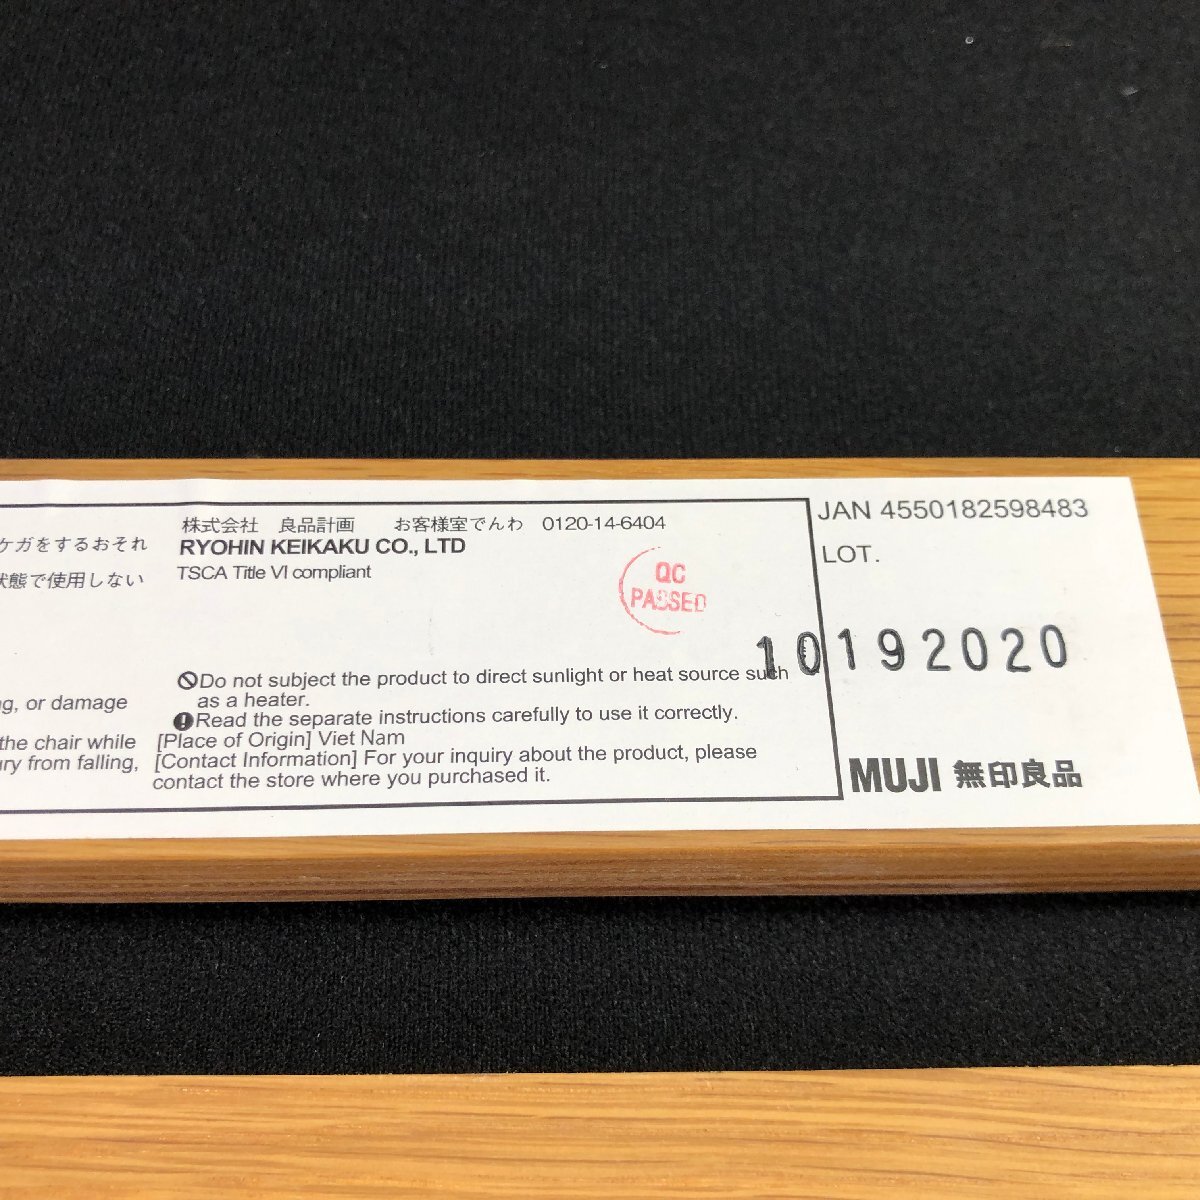 ケガをするおそれ
状態で使用しない
ng, or damage
the chair while
ury from falling,
株式会社 良品計画 お客様室でんわ 0120-14-6404
RYOHIN KEIKAKU CO., LTD
TSCA Title VI compliant
QC
PASSED
🚫Do not subject the product to direct sunlight or heat source such
as a heater.
Read the separate instructions carefully to use it correctly.
[Place of Origin] Viet Nam
[Contact Information] For your inquiry about the product, please
contact the store where you purchased it.
JAN 4550182598483
LOT.
10192020
MUJI 無印良品